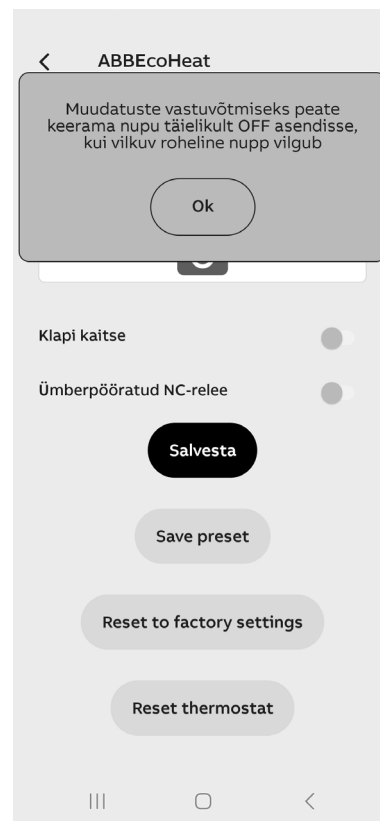 ABBEcoHeat
Muudatuste vastuvõtmiseks peate
keerama nupu täielikult OFF asendisse,
kui vilkuv roheline nupp vilgub
Ok
Klapi kaitse
Ümberpööratud NC-relee
Salvesta
Save preset
Reset to factory settings
Reset thermostat